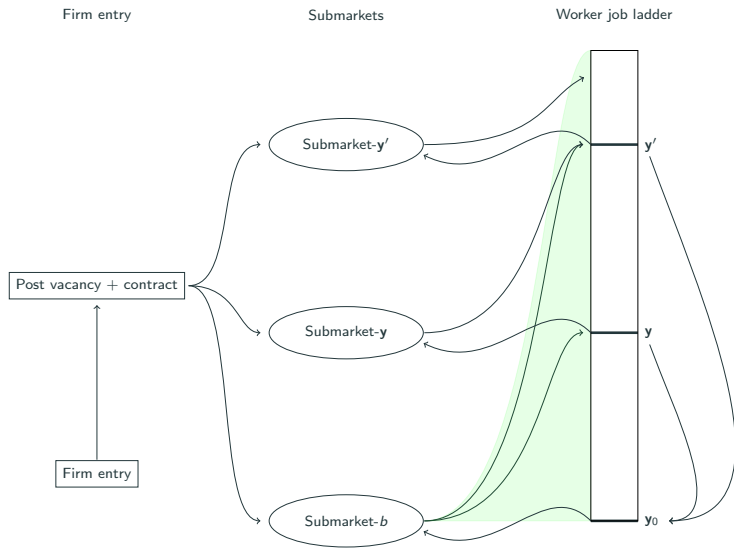 Firm entry
Submarkets
Worker job ladder
Submarket-y′
y′
Post vacancy + contract
Submarket-y
y
Firm entry
Submarket-b
y₀